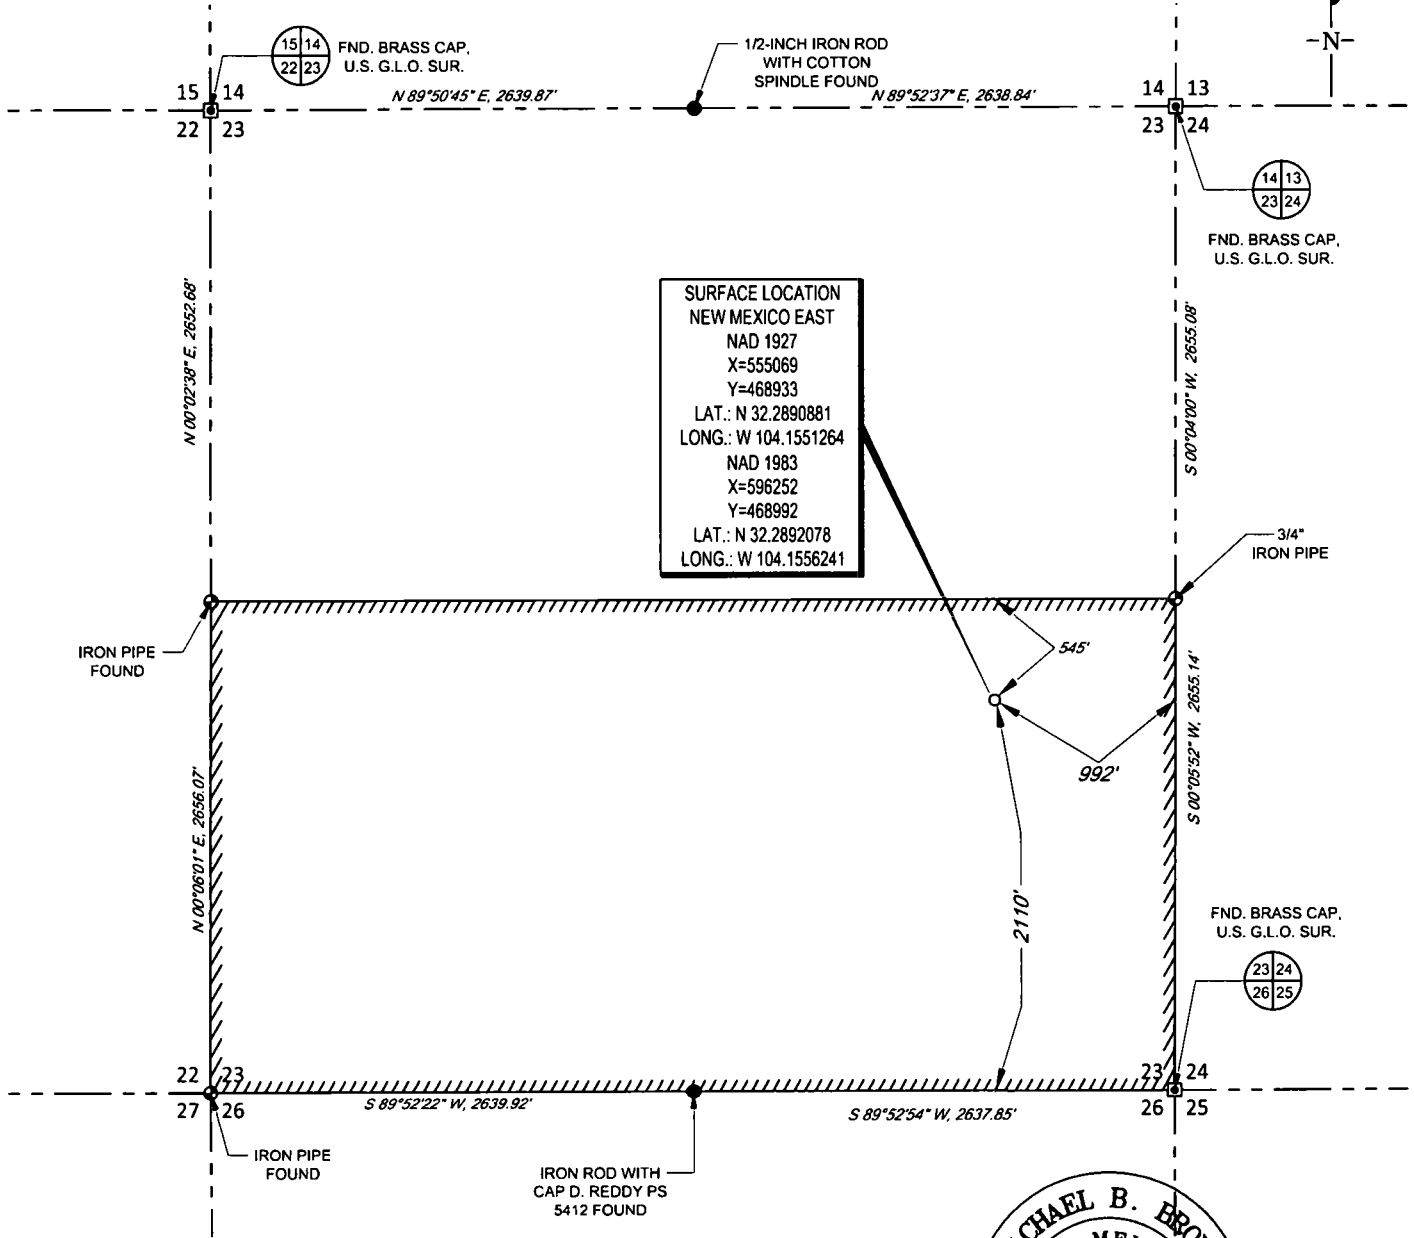 -N-
15 14
22 23
FND. BRASS CAP,
U.S. G.L.O. SUR.
1/2-INCH IRON ROD
WITH COTTON
SPINDLE FOUND
15 14
22 23
N 89°50'45" E, 2639.87'
N 89°52'37" E, 2638.84'
14 13
23 24
14 13
23 24
FND. BRASS CAP,
U.S. G.L.O. SUR.
N 00°02'38" E, 2652.68'
SURFACE LOCATION
NEW MEXICO EAST
NAD 1927
X=555069
Y=468933
LAT.: N 32.2890881
LONG.: W 104.1551264
NAD 1983
X=596252
Y=468992
LAT.: N 32.2892078
LONG.: W 104.1556241
S 00°04'00" W, 2655.08'
3/4"
IRON PIPE
IRON PIPE
FOUND
545'
992'
S 00°05'52" W, 2655.14'
N 00°06'01" E, 2656.07'
2110'
FND. BRASS CAP,
U.S. G.L.O. SUR.
23 24
26 25
22 23
27 26
23 24
26 25
S 89°52'22" W, 2639.92'
S 89°52'54" W, 2637.85'
IRON PIPE
FOUND
IRON ROD WITH
CAP D. REDDY PS
5412 FOUND
CHAEL B. BRO
ME